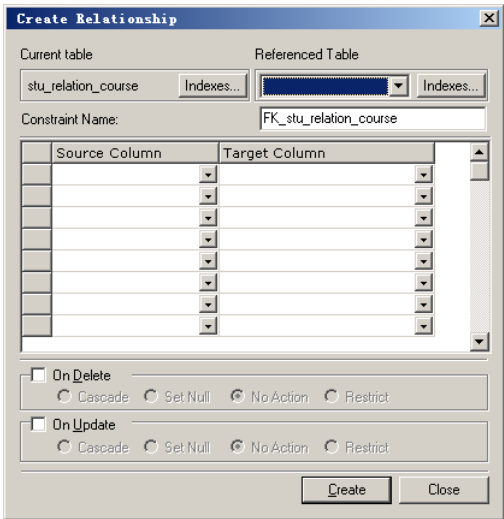 Create Relationship
Current table
Referenced Table
stu_relation_course
Indexes...
Indexes...
Constraint Name:
FK_stu_relation_course
Source Column
Target Column
On Delete
Cascade
Set Null
No Action
Restrict
On Update
Cascade
Set Null
No Action
Restrict
Create
Close